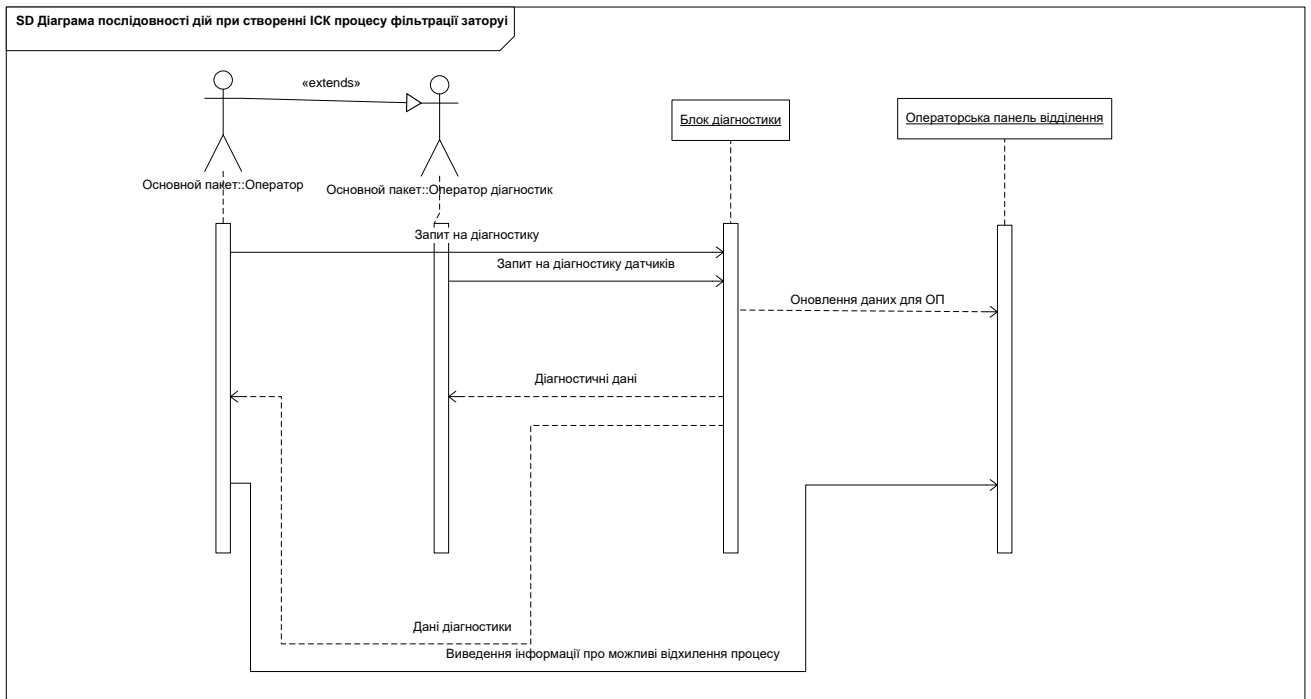 SD Діаграма послідовності дій при створенні ІСК процесу фільтрації заторуі
«extends»
Блок діагностики
Операторська панель відділення
Основной пакет::Оператор
Основной пакет::Оператор діагностик
Запит на діагностику
Запит на діагностику датчиків
Оновлення даних для ОП
Діагностичні дані
Дані діагностики
Виведення інформації про можливі відхилення процесу